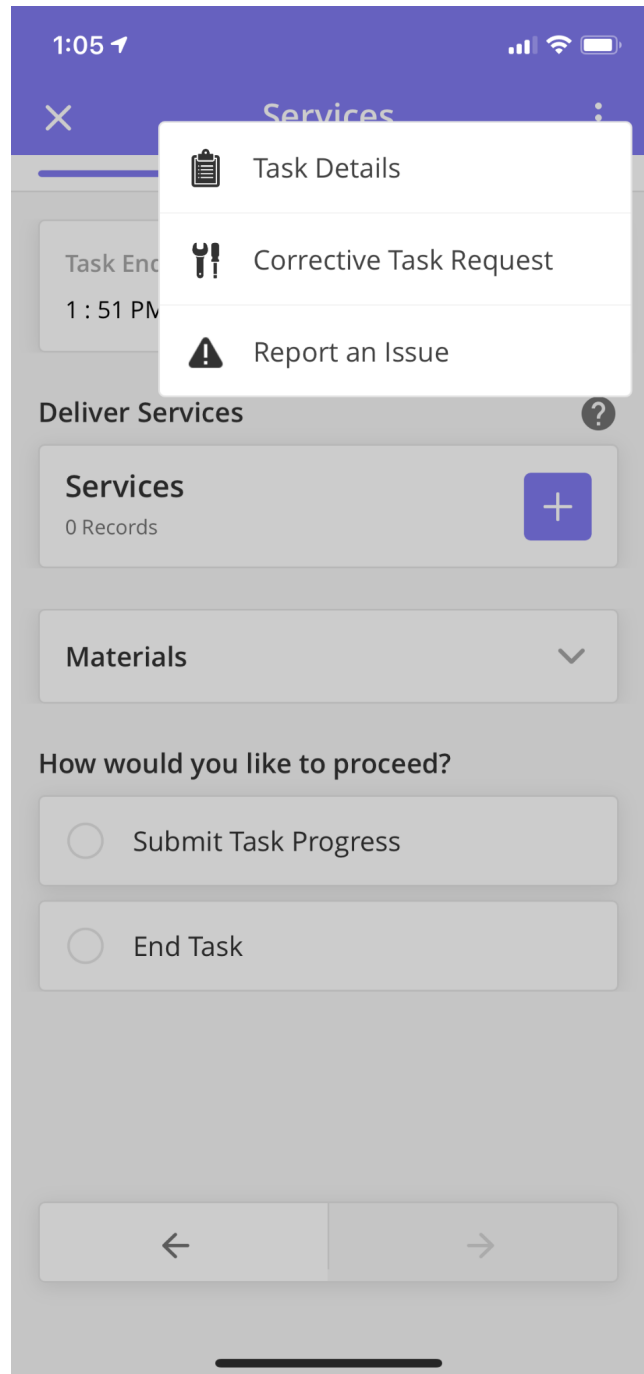 1:05
Services
Task Details
Task End
Corrective Task Request
1 : 51 PM
Report an Issue
Deliver Services
Services
0 Records
Materials
How would you like to proceed?
Submit Task Progress
End Task